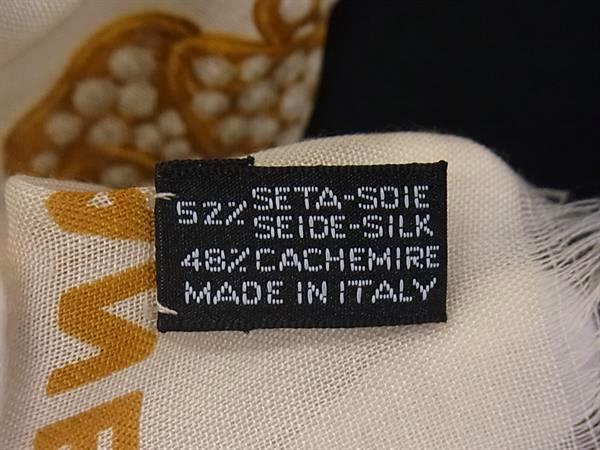 52% SETA-SOIE
SEIDE-SILK
48% CACHEMIRE
MADE IN ITALY